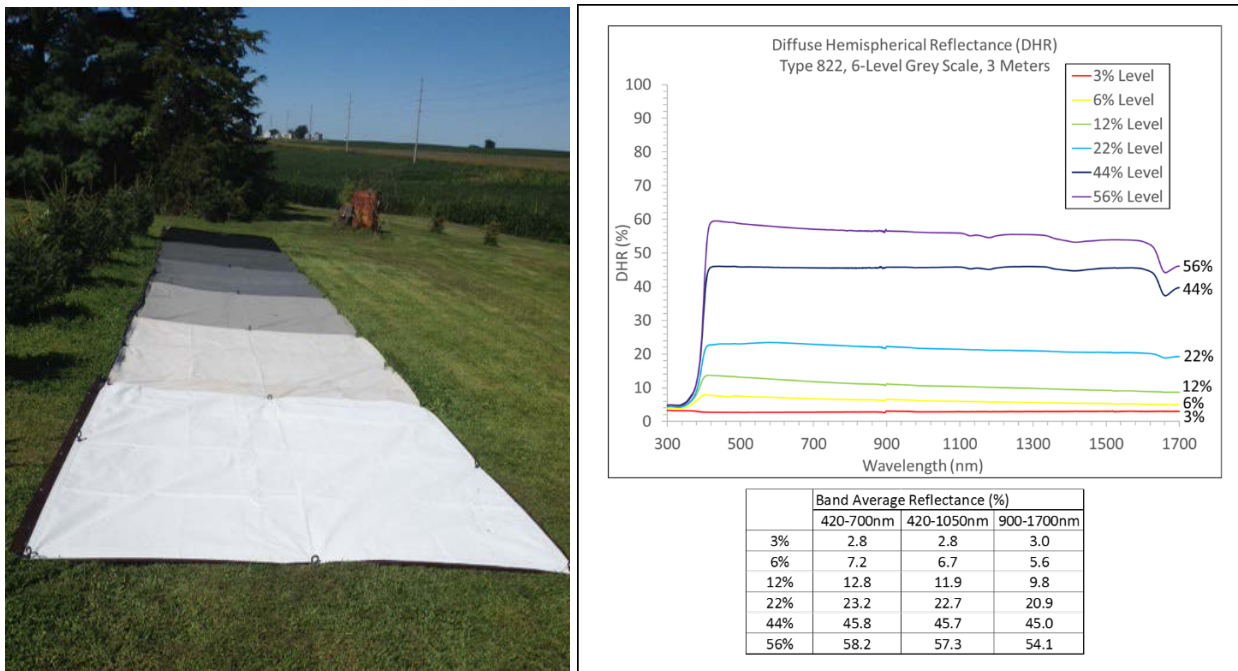 Diffuse Hemispherical Reflectance (DHR)
Type 822, 6-Level Grey Scale, 3 Meters
3% Level
6% Level
12% Level
22% Level
44% Level
56% Level
100
90
80
70
60
50
40
30
20
10
0
DHR (%)
56%
44%
22%
12%
6%
3%
300 500 700 900 1100 1300 1500 1700
Wavelength (nm)
Band Average Reflectance (%)
420-700nm 420-1050nm 900-1700nm
3% 2.8 2.8 3.0
6% 7.2 6.7 5.6
12% 12.8 11.9 9.8
22% 23.2 22.7 20.9
44% 45.8 45.7 45.0
56% 58.2 57.3 54.1